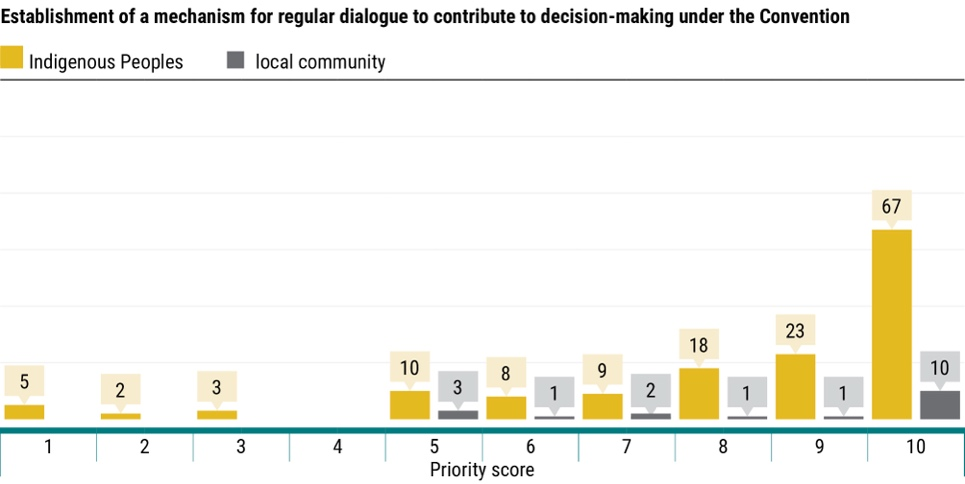 Establishment of a mechanism for regular dialogue to contribute to decision-making under the Convention
Indigenous Peoples local community
67
23
18
10 10
5 2 3 8 9
3 1 2 1 1
1 2 3 4 5 6 7 8 9 10
Priority score